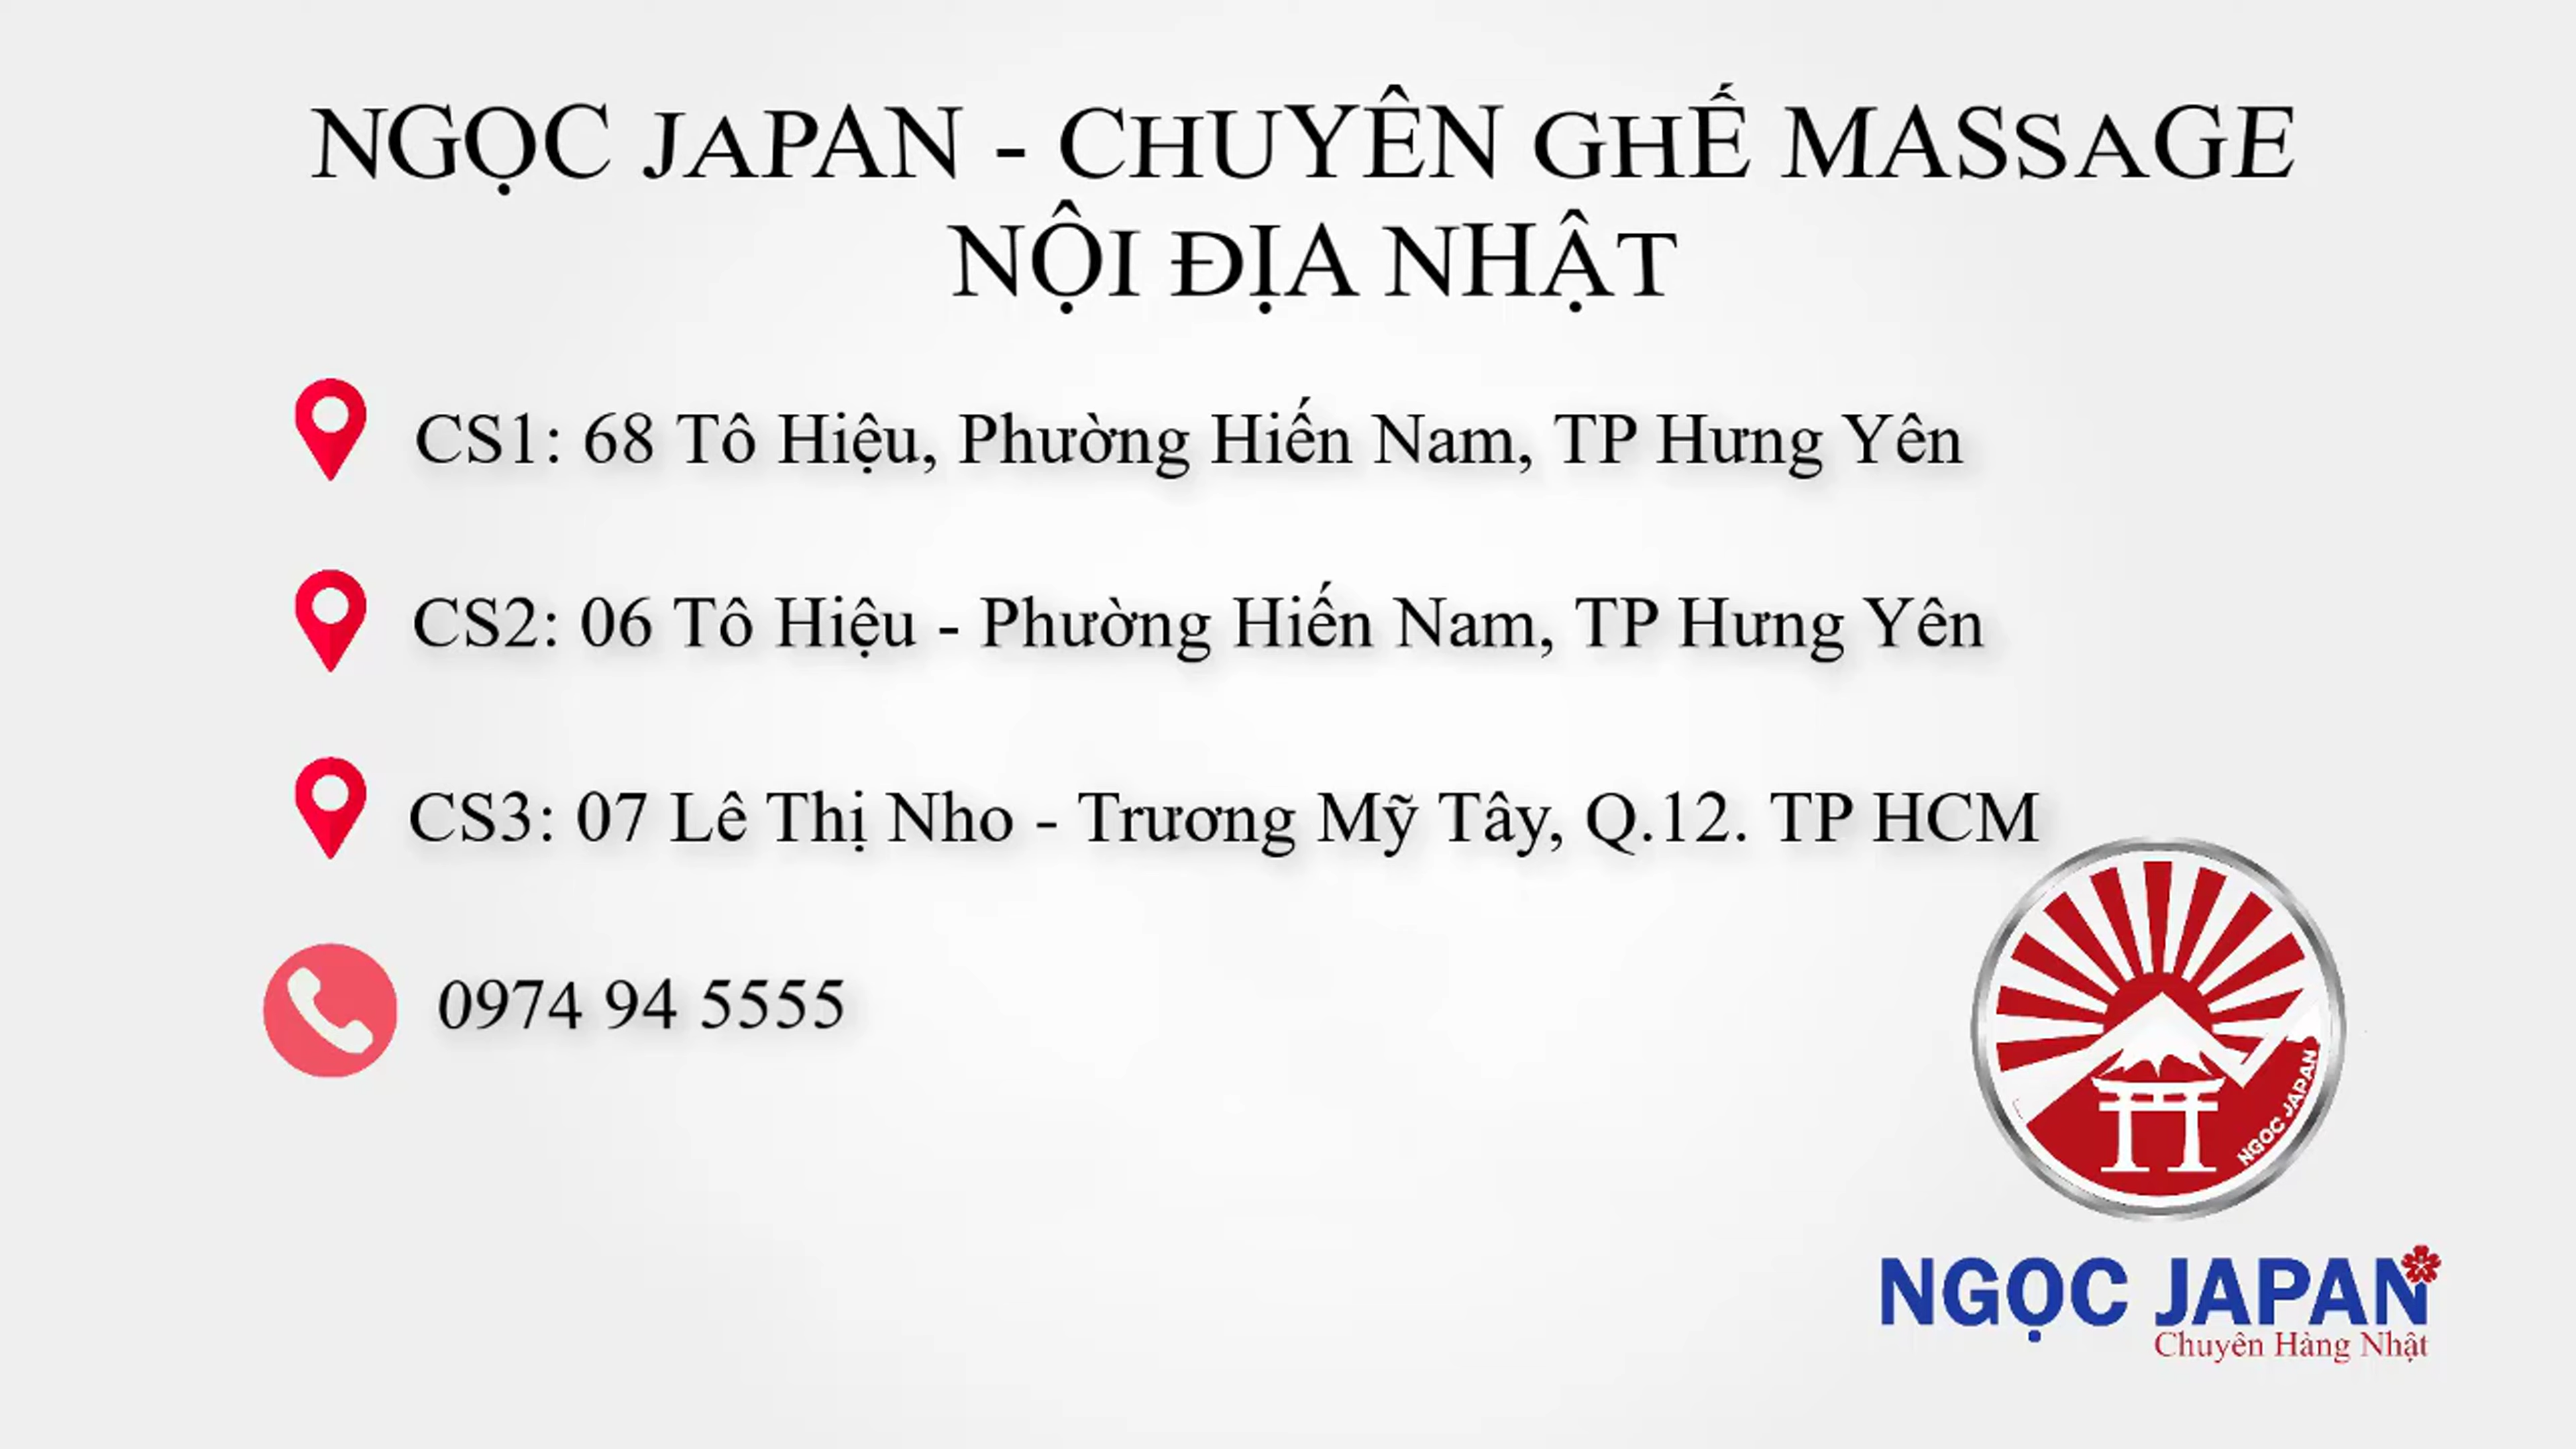 NGỌC JAPAN - CHUYÊN GHẾ MASSAGE
NỘI ĐỊA NHẬT
CS1: 68 Tô Hiệu, Phường Hiến Nam, TP Hưng Yên
CS2: 06 Tô Hiệu - Phường Hiến Nam, TP Hưng Yên
CS3: 07 Lê Thị Nho - Trương Mỹ Tây, Q.12. TP HCM
0974 94 5555
NGOC JAPAN
NGỌC JAPAN
Chuyên Hàng Nhật